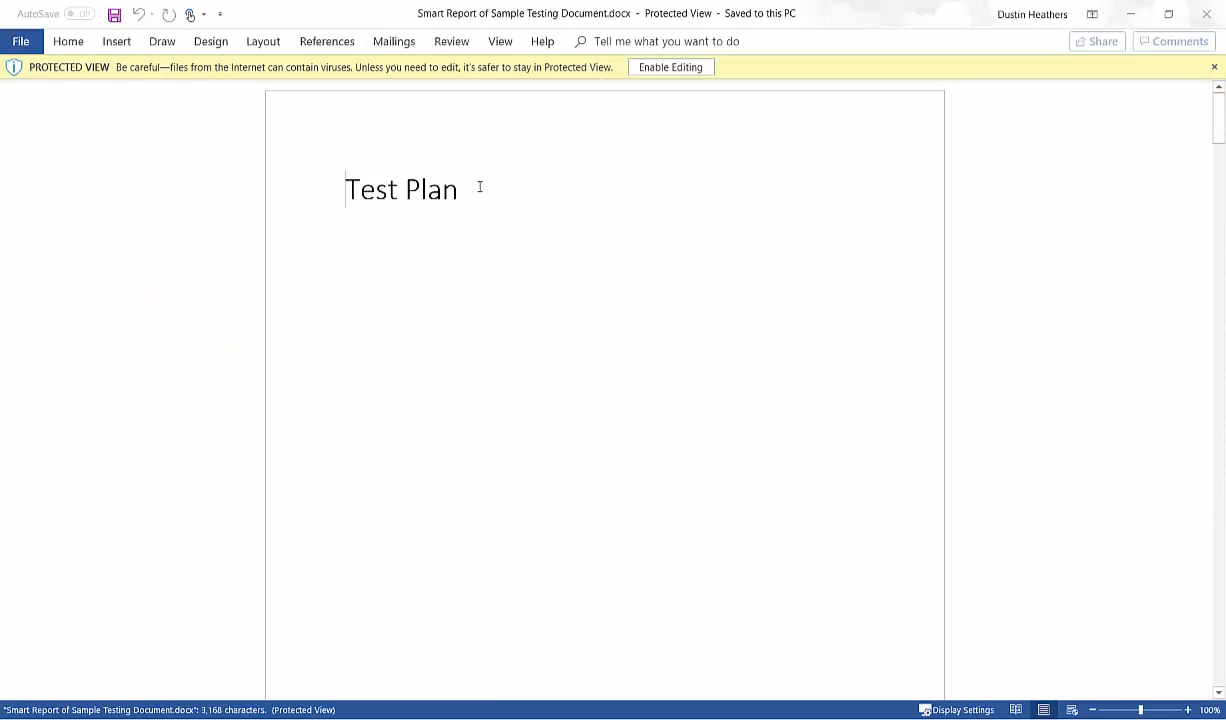 AutoSave Off Smart Report of Sample Testing Document.docx - Protected View - Saved to this PC Dustin Heathers
File Home Insert Draw Design Layout References Mailings Review View Help Tell me what you want to do Share Comments
PROTECTED VIEW Be careful—files from the Internet can contain viruses. Unless you need to edit, it's safer to stay in Protected View. Enable Editing
Test Plan
"Smart Report of Sample Testing Document.docx": 3,168 characters. (Protected View) Display Settings 100%